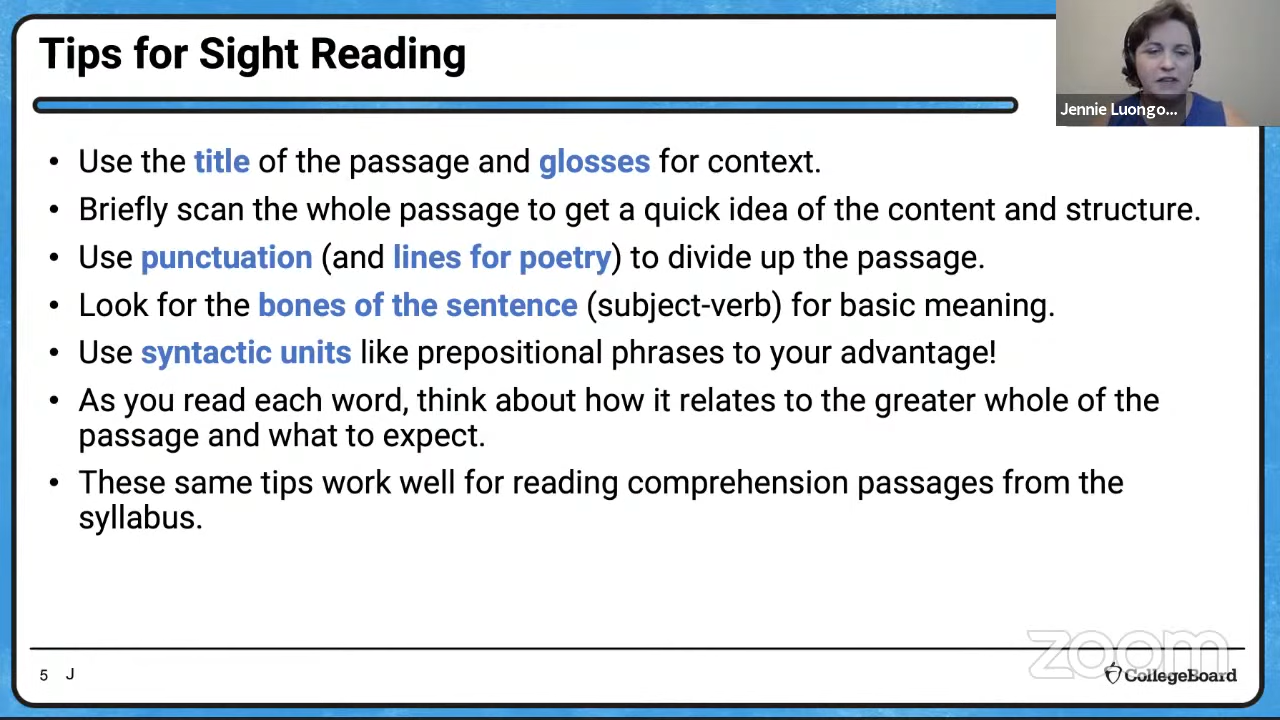 Tips for Sight Reading
Jennie Luongo...
• Use the title of the passage and glosses for context.
• Briefly scan the whole passage to get a quick idea of the content and structure.
• Use punctuation (and lines for poetry) to divide up the passage.
• Look for the bones of the sentence (subject-verb) for basic meaning.
• Use syntactic units like prepositional phrases to your advantage!
• As you read each word, think about how it relates to the greater whole of the
passage and what to expect.
• These same tips work well for reading comprehension passages from the
syllabus.
zoom
5 J
CollegeBoard